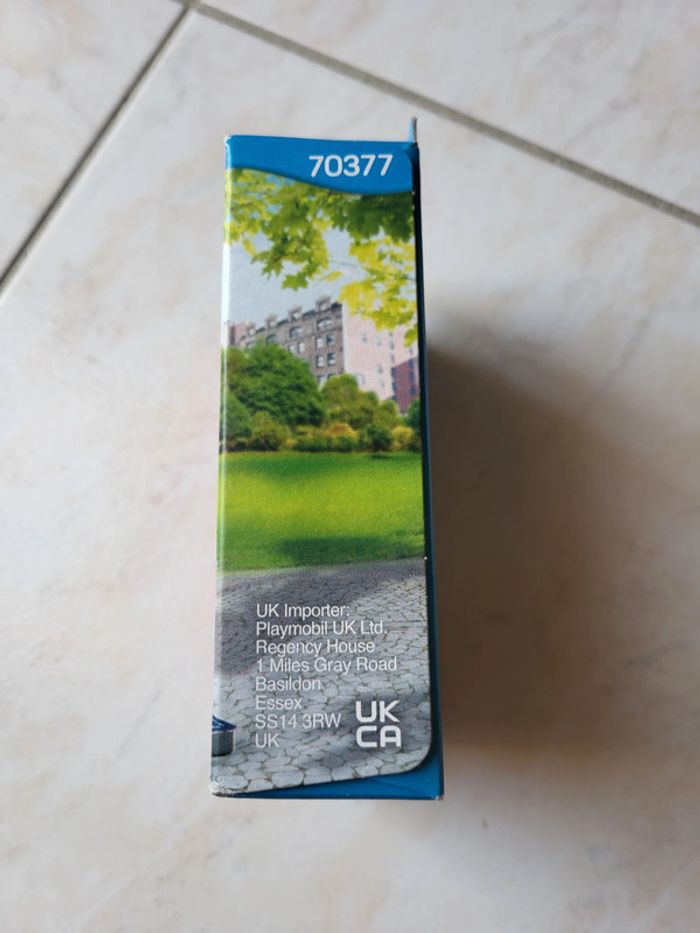 70377
UK Importer:
Playmobil UK Ltd.
Regency House
1 Miles Gray Road
Basildon
Essex
SS14 3RW
UK
UK
CA